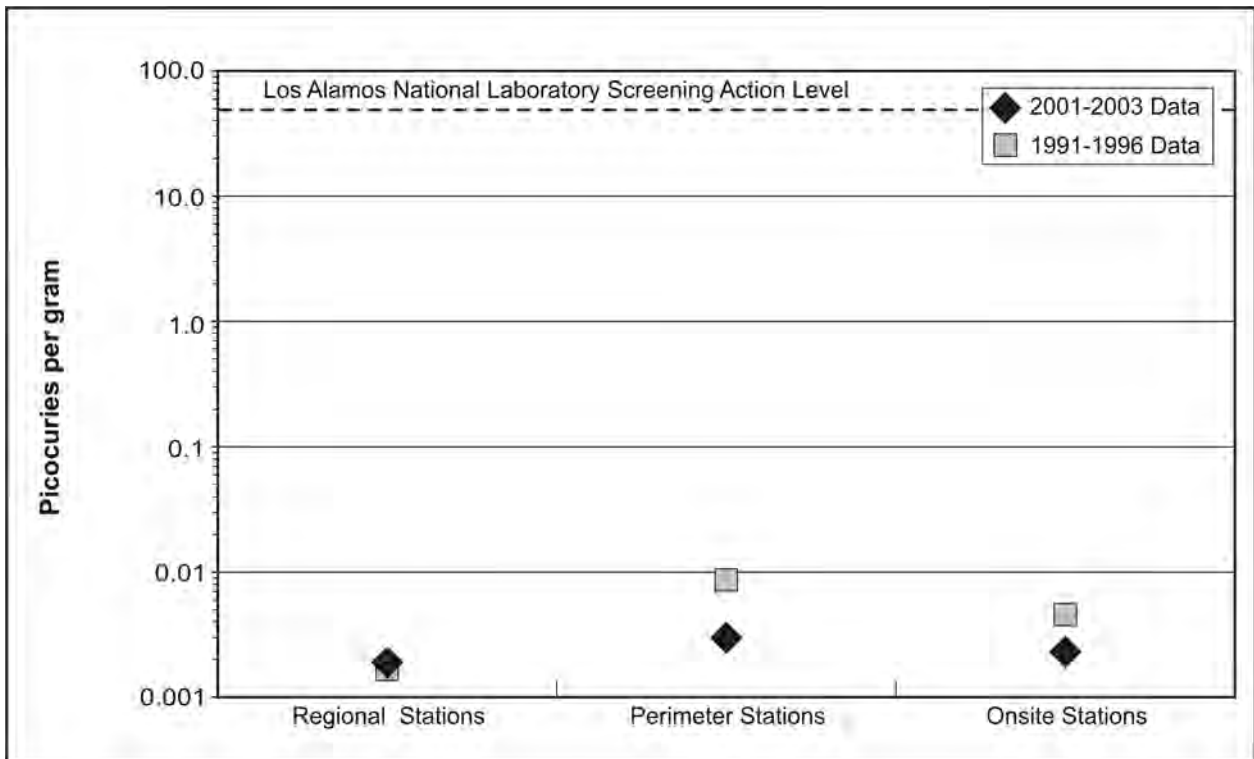 100.0
Los Alamos National Laboratory Screening Action Level
2001-2003 Data
1991-1996 Data
10.0
1.0
Picocuries per gram
0.1
0.01
0.001
Regional Stations
Perimeter Stations
Onsite Stations